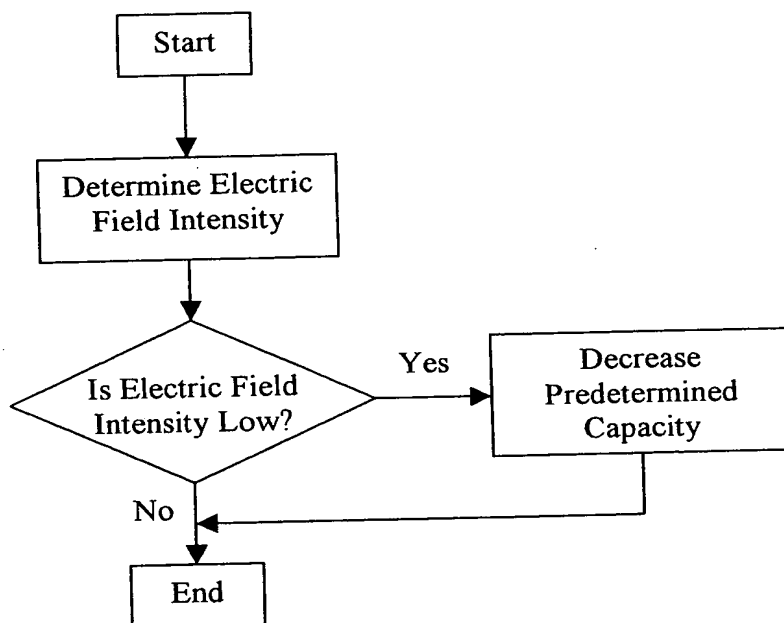 Start
Determine Electric
Field Intensity
Is Electric Field
Intensity Low?
Yes
Decrease
Predetermined
Capacity
No
End